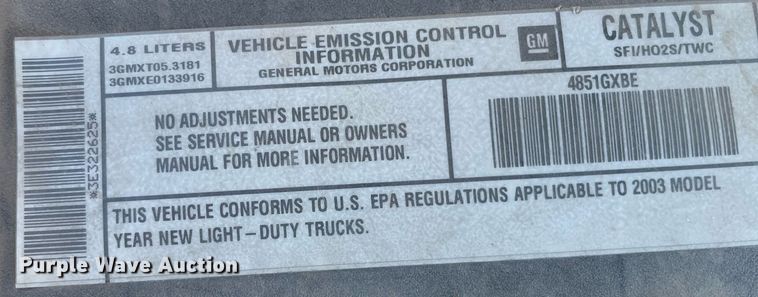 4.8 LITERS
3GMXT05.3181
3GMXE0133916
VEHICLE EMISSION CONTROL
INFORMATION
GENERAL MOTORS CORPORATION
GM
CATALYST
SFI/HO2S/TWC
*3E322625*
NO ADJUSTMENTS NEEDED.
SEE SERVICE MANUAL OR OWNERS
MANUAL FOR MORE INFORMATION.
4851GXBE
THIS VEHICLE CONFORMS TO U.S. EPA REGULATIONS APPLICABLE TO 2003 MODEL
YEAR NEW LIGHT-DUTY TRUCKS.
Purple Wave Auction